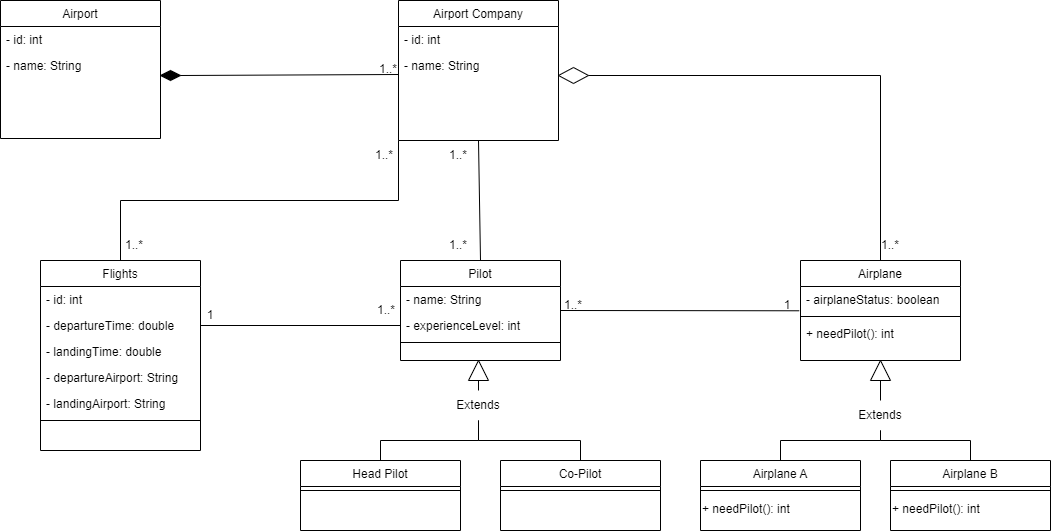 Airport
- id: int
- name: String
Airport Company
- id: int
- name: String
1..*
1..*
1..*
1..*
1..*
1..*
Flights
- id: int
- departureTime: double
- landingTime: double
- departureAirport: String
- landingAirport: String
1
1..*
Pilot
- name: String
- experienceLevel: int
1..*
1
Airplane
- airplaneStatus: boolean
+ needPilot(): int
Extends
Extends
Head Pilot
Co-Pilot
Airplane A
+ needPilot(): int
Airplane B
+ needPilot(): int